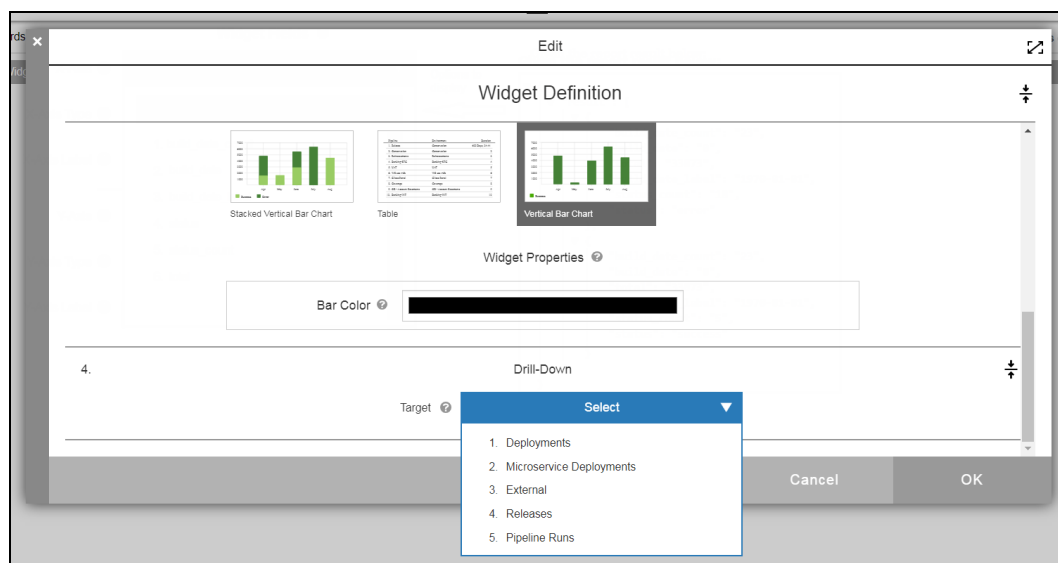 rds
Edit
Widget Definition
Stacked Vertical Bar Chart
Table
Vertical Bar Chart
Widget Properties
Bar Color
4.
Drill-Down
Target
Select
1. Deployments
2. Microservice Deployments
3. External
4. Releases
5. Pipeline Runs
Cancel
OK